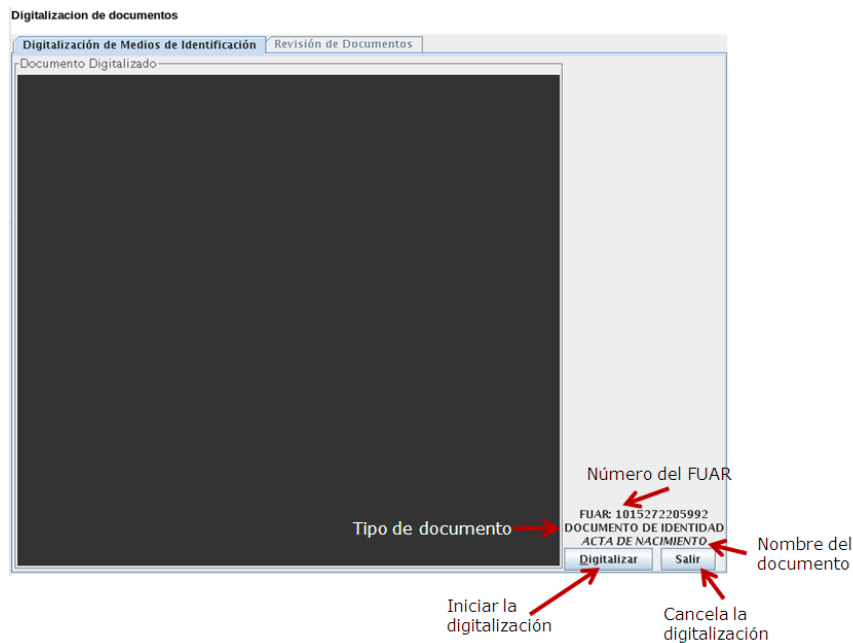 Digitalizacion de documentos
Digitalización de Medios de Identificación
Revisión de Documentos
Documento Digitalizado
Número del FUAR
FUAR: 1015272205992
Tipo de documento
DOCUMENTO DE IDENTIDAD
ACTA DE NACIMIENTO
Nombre del
documento
Digitalizar
Salir
Iniciar la
digitalización
Cancela la
digitalización